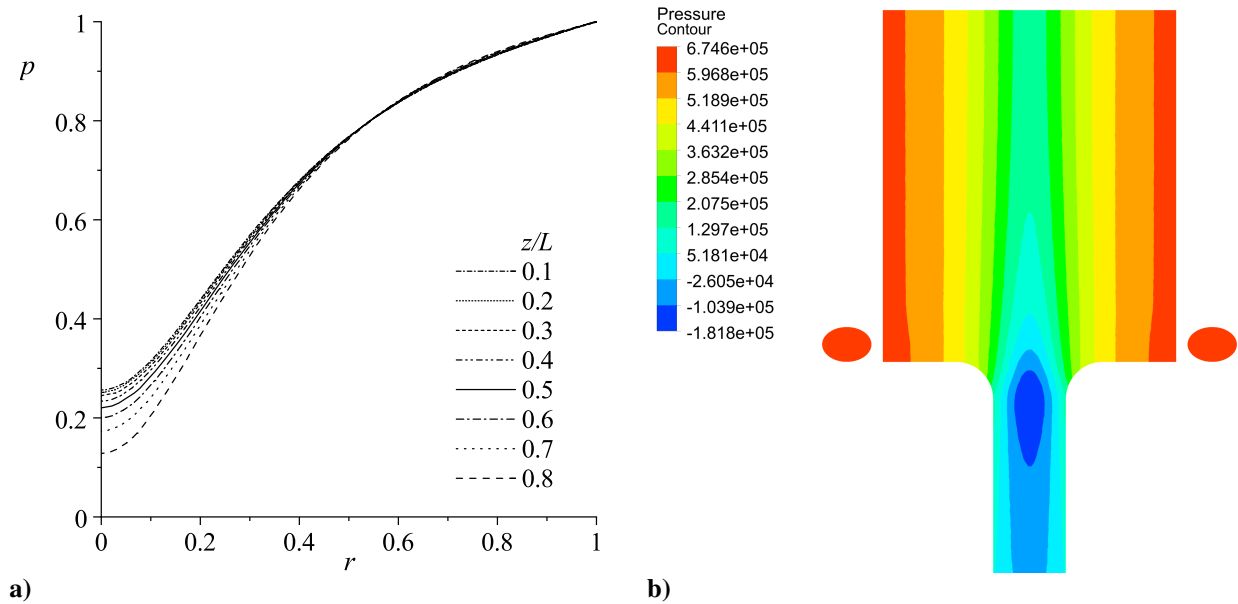 1
0.8
0.6
0.4
0.2
0
p
0
0.2
0.4
0.6
0.8
1
r
z/L
0.1
0.2
0.3
0.4
0.5
0.6
0.7
0.8
a)
Pressure
Contour
6.746e+05
5.968e+05
5.189e+05
4.411e+05
3.632e+05
2.854e+05
2.075e+05
1.297e+05
5.181e+04
-2.605e+04
-1.039e+05
-1.818e+05
b)